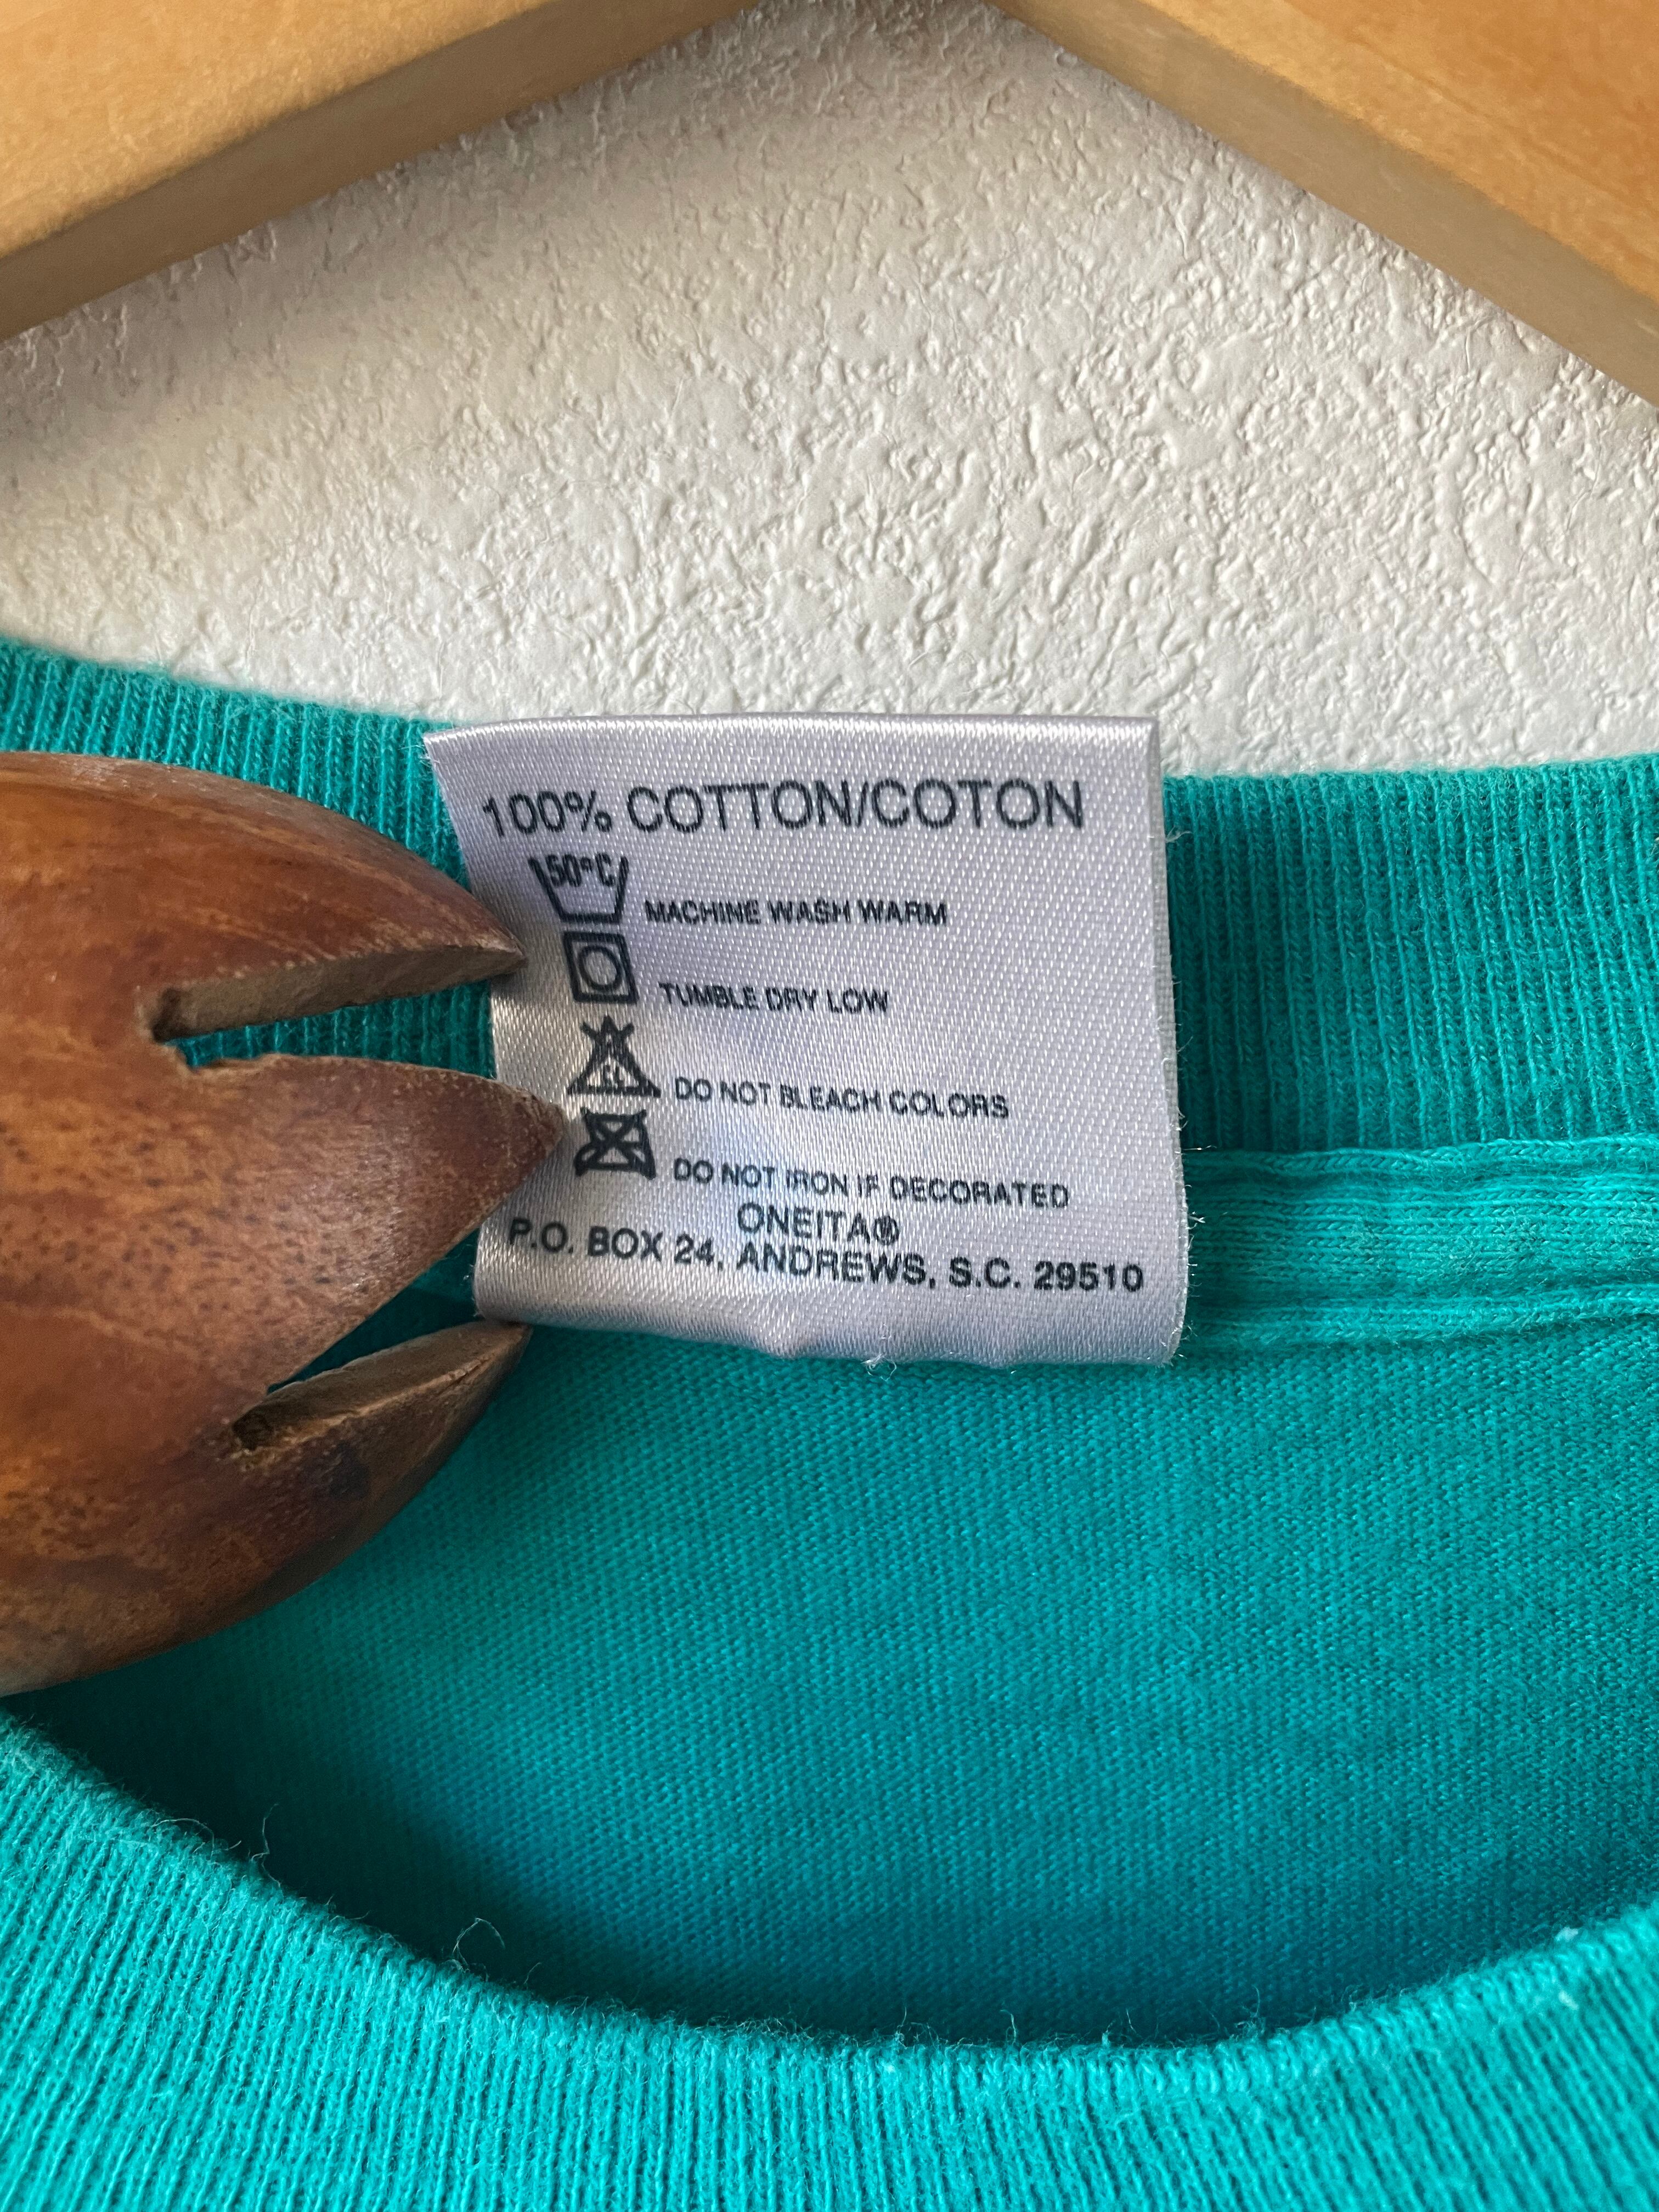 100% COTTON/COTON
50°C
MACHINE WASH WARM
TUMBLE DRY LOW
DO NOT BLEACH COLORS
DO NOT IRON IF DECORATED
ONEITA®
P.O. BOX 24, ANDREWS, S.C. 29510